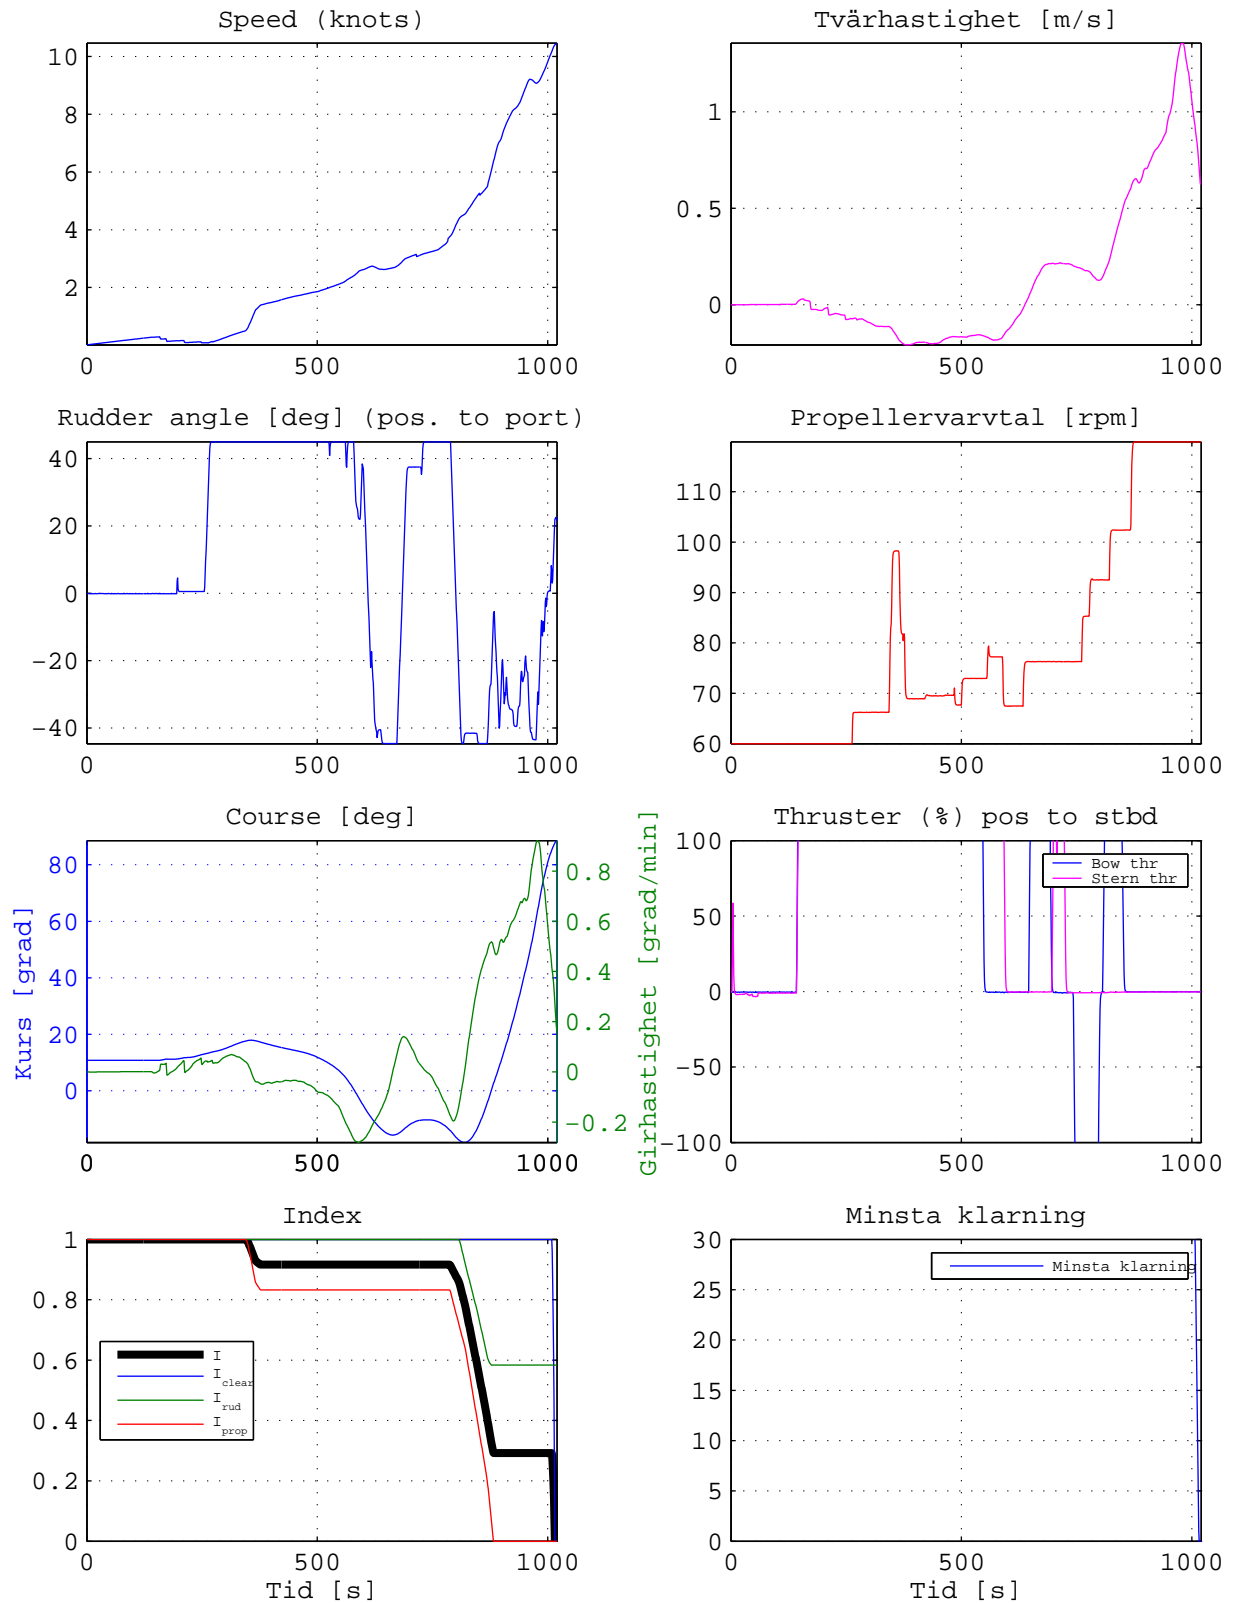 Speed (knots)
10
8
6
4
2
0 500 1000
Tvärhastighet [m/s]
1
0.5
0
0 500 1000
Rudder angle [deg] (pos. to port)
40
20
0
−20
−40
0 500 1000
Propellervarvtal [rpm]
110
100
90
80
70
60
0 500 1000
Course [deg]
Kurs [grad]
80
60
40
20
0
0 500 1000
0.8
0.6
0.4
0.2
0
−0.2
Girhastighet [grad/min]
Thruster (%) pos to stbd
100
50
0
−50
−100
Bow thr
Stern thr
0 500 1000
Index
1
0.8
0.6
0.4
0.2
0
I
I clear
I rud
I prop
0 500 1000
Tid [s]
Minsta klarning
30
25
20
15
10
5
0
Minsta klarning
0 500 1000
Tid [s]